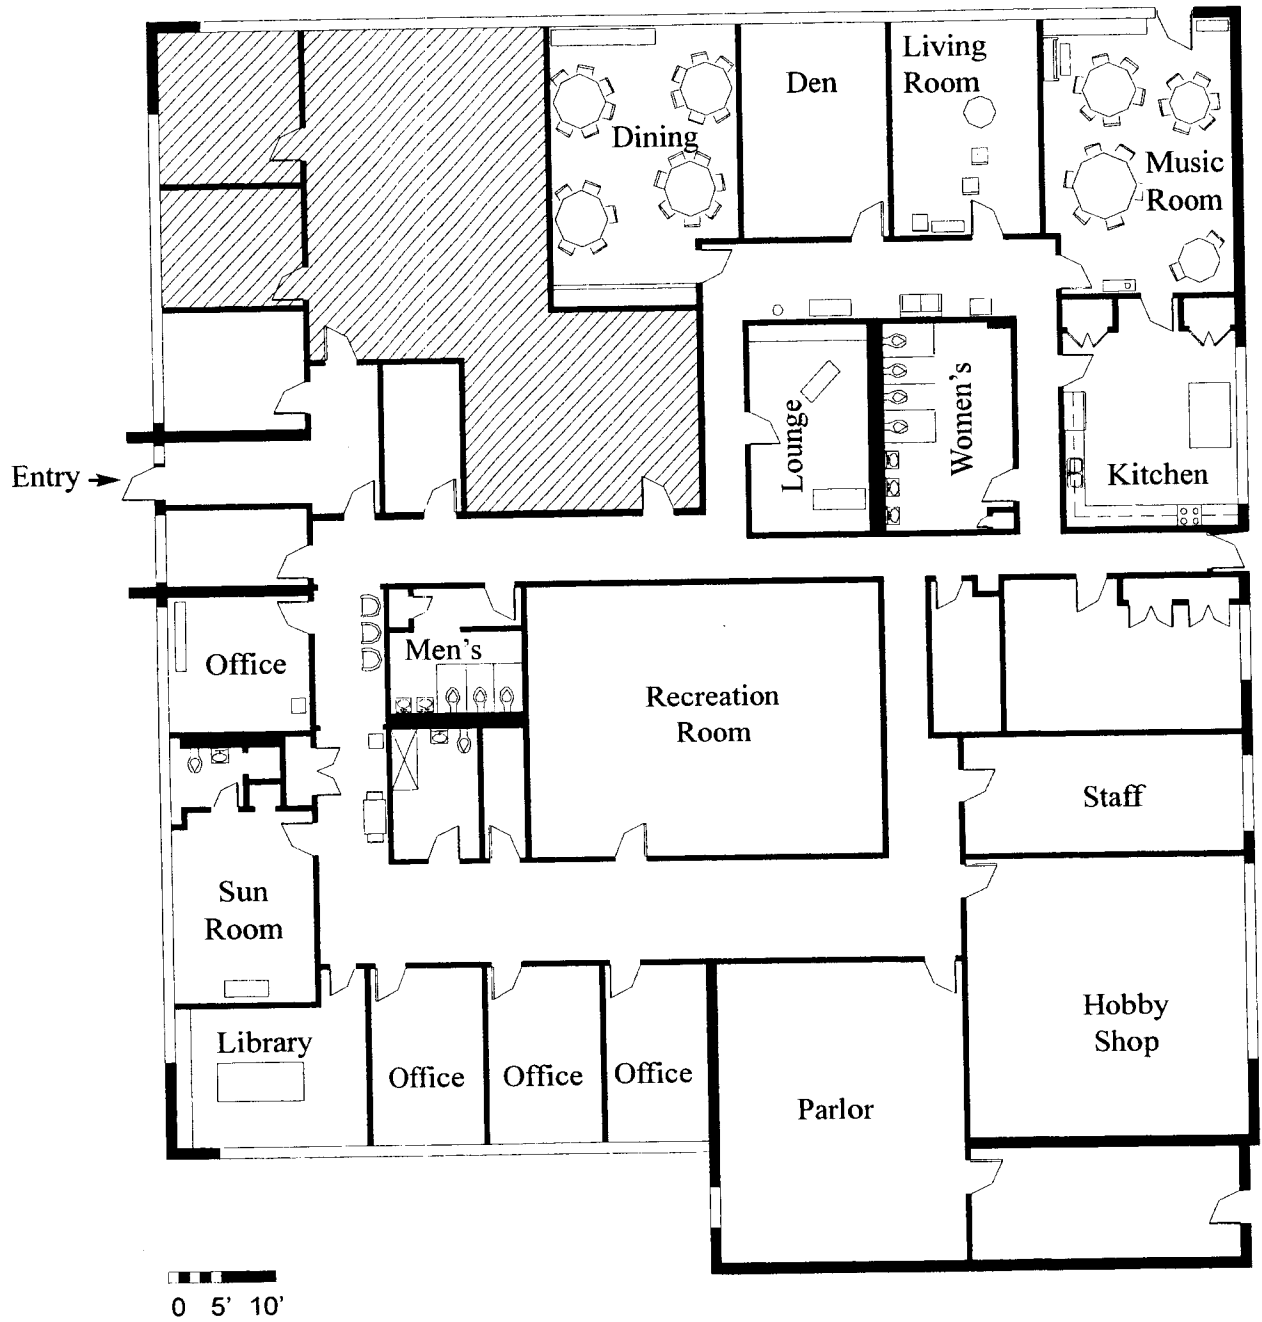 Living
Room
Den
Dining
Music
Room
Entry
Lounge
Women's
Kitchen
Office
Men's
Recreation
Room
Staff
Sun
Room
Hobby
Shop
Library
Office
Office
Office
Parlor
0 5' 10'